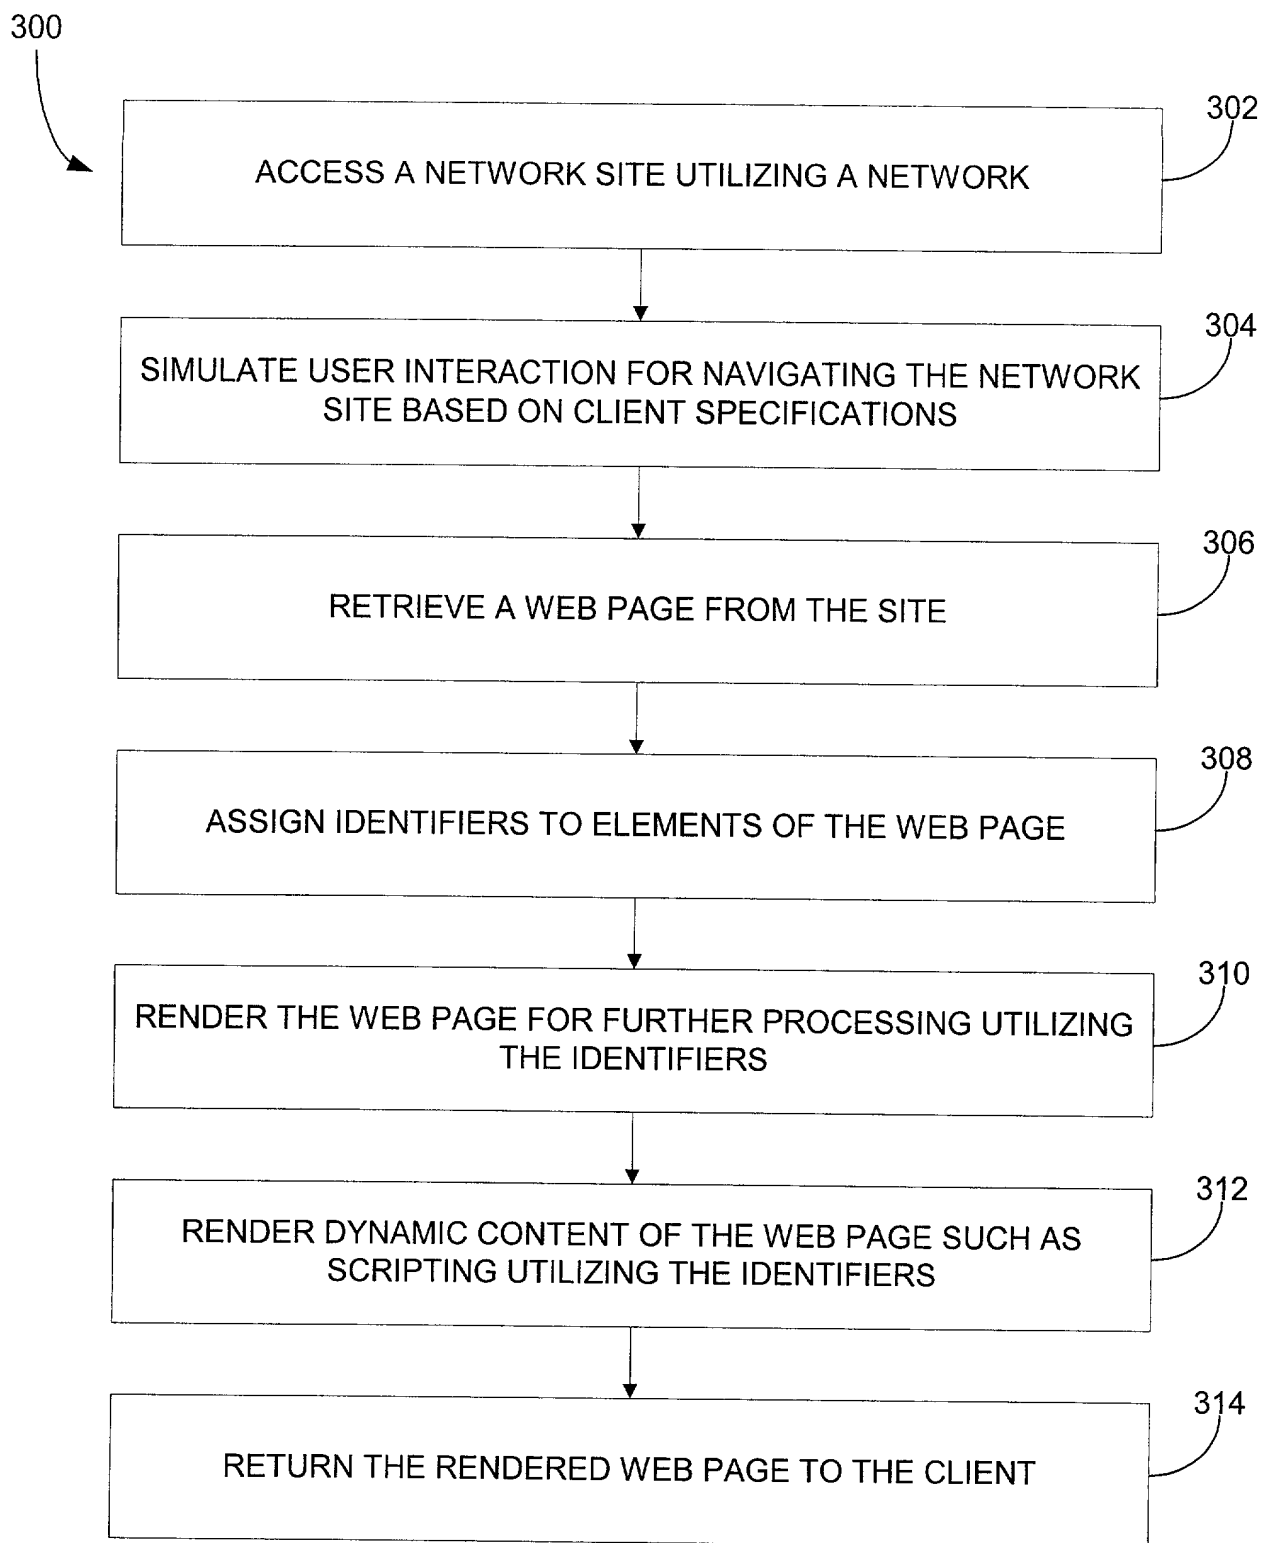 300
302
ACCESS A NETWORK SITE UTILIZING A NETWORK
304
SIMULATE USER INTERACTION FOR NAVIGATING THE NETWORK
SITE BASED ON CLIENT SPECIFICATIONS
306
RETRIEVE A WEB PAGE FROM THE SITE
308
ASSIGN IDENTIFIERS TO ELEMENTS OF THE WEB PAGE
310
RENDER THE WEB PAGE FOR FURTHER PROCESSING UTILIZING
THE IDENTIFIERS
312
RENDER DYNAMIC CONTENT OF THE WEB PAGE SUCH AS
SCRIPTING UTILIZING THE IDENTIFIERS
314
RETURN THE RENDERED WEB PAGE TO THE CLIENT